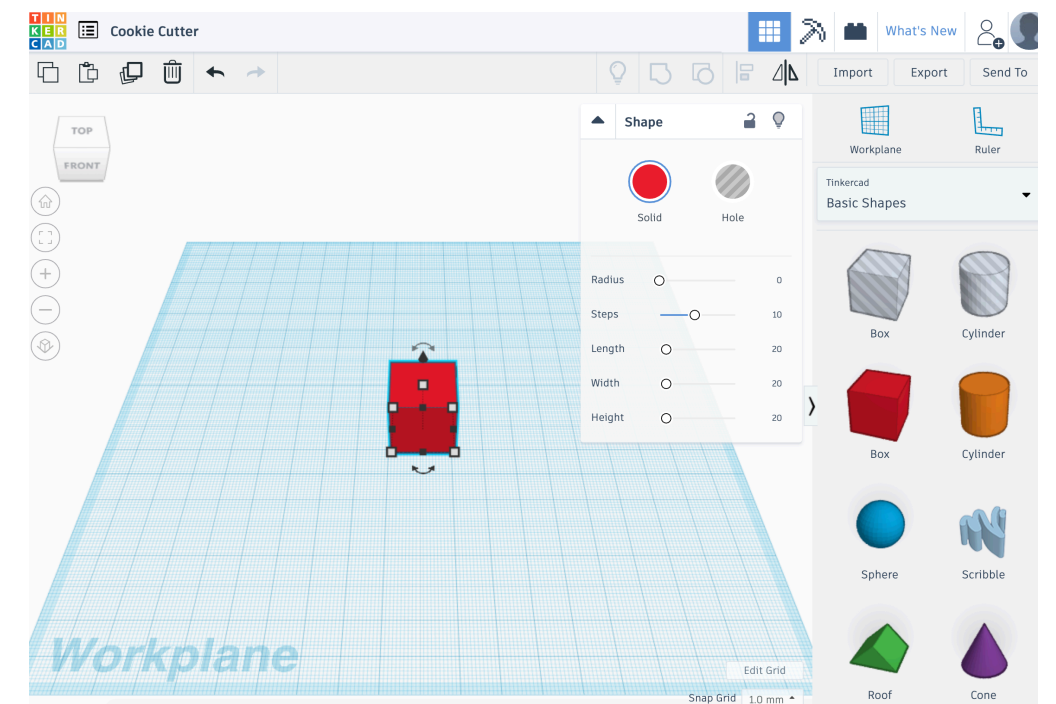 TIN
KER
CAD
Cookie Cutter
What's New
Import
Export
Send To
TOP
FRONT
Shape
Solid
Hole
Radius 0
Steps 10
Length 20
Width 20
Height 20
Workplane
Ruler
Tinkercad
Basic Shapes
Box
Cylinder
Box
Cylinder
Sphere
Scribble
Roof
Cone
Workplane
Edit Grid
Snap Grid 1.0 mm